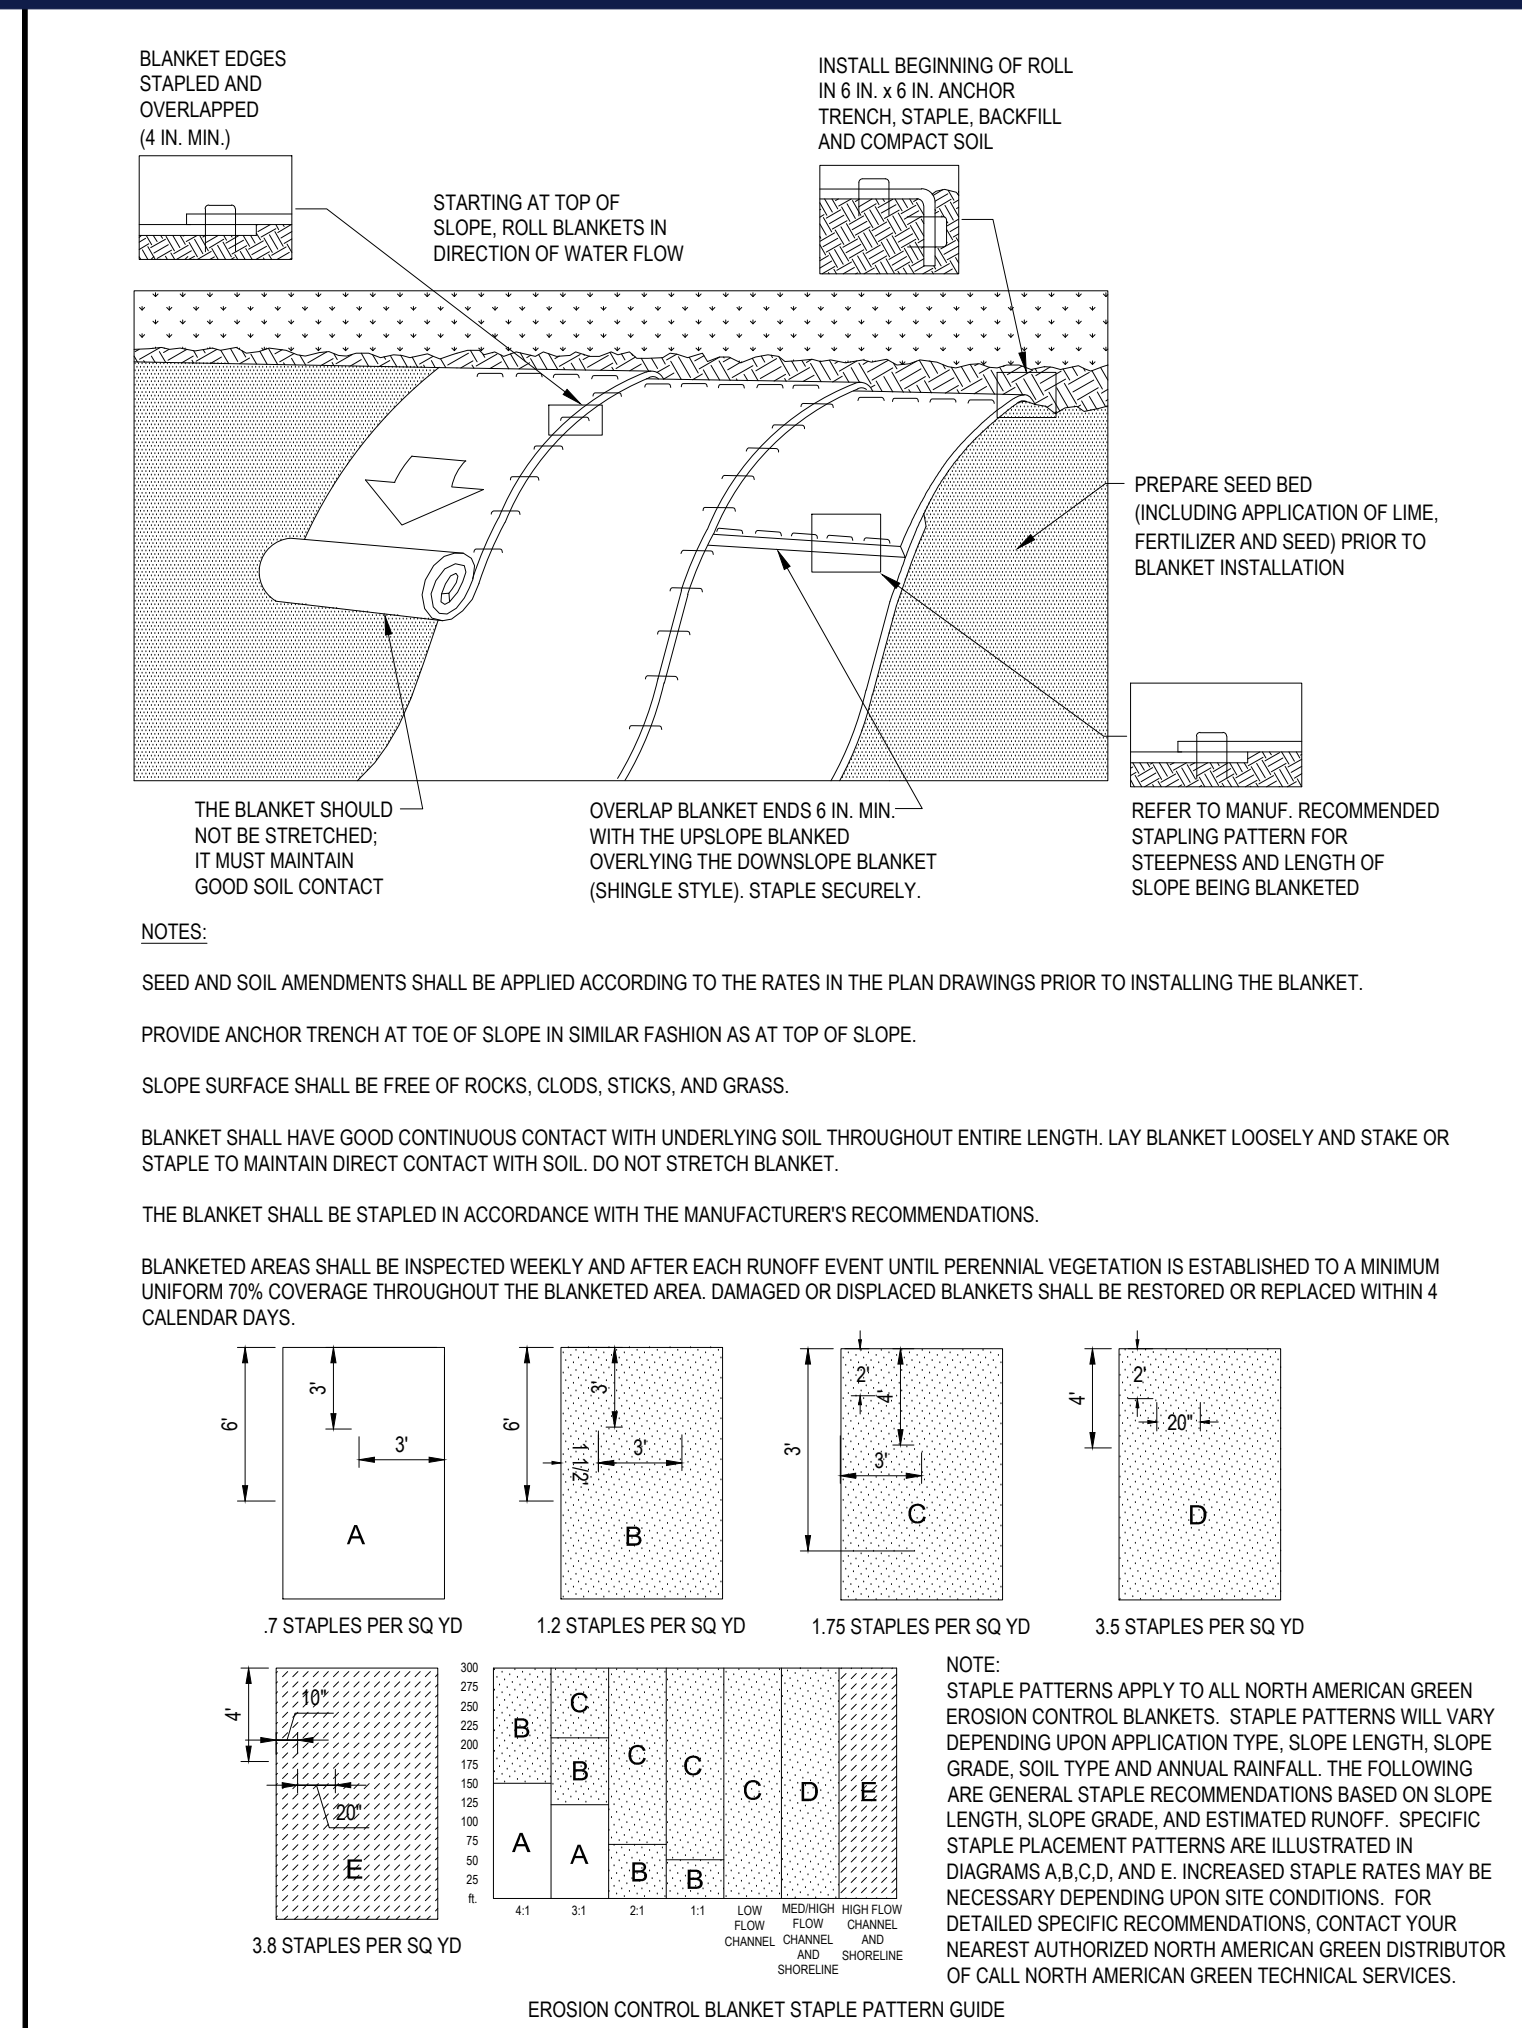 BLANKET EDGES
STAPLED AND
OVERLAPPED
(4 IN. MIN.)
STARTING AT TOP OF
SLOPE, ROLL BLANKETS IN
DIRECTION OF WATER FLOW
INSTALL BEGINNING OF ROLL
IN 6 IN. x 6 IN. ANCHOR
TRENCH, STAPLE, BACKFILL
AND COMPACT SOIL
PREPARE SEED BED
(INCLUDING APPLICATION OF LIME,
FERTILIZER AND SEED) PRIOR TO
BLANKET INSTALLATION
THE BLANKET SHOULD
NOT BE STRETCHED;
IT MUST MAINTAIN
GOOD SOIL CONTACT
OVERLAP BLANKET ENDS 6 IN. MIN.
WITH THE UPSLOPE BLANKED
OVERLYING THE DOWNSLOPE BLANKET
(SHINGLE STYLE). STAPLE SECURELY.
REFER TO MANUF. RECOMMENDED
STAPLING PATTERN FOR
STEEPNESS AND LENGTH OF
SLOPE BEING BLANKETED
NOTES:
SEED AND SOIL AMENDMENTS SHALL BE APPLIED ACCORDING TO THE RATES IN THE PLAN DRAWINGS PRIOR TO INSTALLING THE BLANKET.
PROVIDE ANCHOR TRENCH AT TOE OF SLOPE IN SIMILAR FASHION AS AT TOP OF SLOPE.
SLOPE SURFACE SHALL BE FREE OF ROCKS, CLODS, STICKS, AND GRASS.
BLANKET SHALL HAVE GOOD CONTINUOUS CONTACT WITH UNDERLYING SOIL THROUGHOUT ENTIRE LENGTH. LAY BLANKET LOOSELY AND STAKE OR
STAPLE TO MAINTAIN DIRECT CONTACT WITH SOIL. DO NOT STRETCH BLANKET.
THE BLANKET SHALL BE STAPLED IN ACCORDANCE WITH THE MANUFACTURER'S RECOMMENDATIONS.
BLANKETED AREAS SHALL BE INSPECTED WEEKLY AND AFTER EACH RUNOFF EVENT UNTIL PERENNIAL VEGETATION IS ESTABLISHED TO A MINIMUM
UNIFORM 70% COVERAGE THROUGHOUT THE BLANKETED AREA. DAMAGED OR DISPLACED BLANKETS SHALL BE RESTORED OR REPLACED WITHIN 4
CALENDAR DAYS.
6'
3'
3'
A
.7 STAPLES PER SQ YD
6'
3'
1 1/2'
3'
B
1.2 STAPLES PER SQ YD
3'
2'
4'
3'
C
1.75 STAPLES PER SQ YD
4'
2'
20"
D
3.5 STAPLES PER SQ YD
4'
10"
20"
E
3.8 STAPLES PER SQ YD
300
275
250
225
200
175
150
125
100
75
50
25
ft.
B
A
C
B
A
C
B
C
B
C
D
E
4:1
3:1
2:1
1:1
LOW
FLOW
CHANNEL
MED/HIGH
FLOW
CHANNEL
AND
SHORELINE
HIGH FLOW
CHANNEL
AND
SHORELINE
NOTE:
STAPLE PATTERNS APPLY TO ALL NORTH AMERICAN GREEN
EROSION CONTROL BLANKETS. STAPLE PATTERNS WILL VARY
DEPENDING UPON APPLICATION TYPE, SLOPE LENGTH, SLOPE
GRADE, SOIL TYPE AND ANNUAL RAINFALL. THE FOLLOWING
ARE GENERAL STAPLE RECOMMENDATIONS BASED ON SLOPE
LENGTH, SLOPE GRADE, AND ESTIMATED RUNOFF. SPECIFIC
STAPLE PLACEMENT PATTERNS ARE ILLUSTRATED IN
DIAGRAMS A,B,C,D, AND E. INCREASED STAPLE RATES MAY BE
NECESSARY DEPENDING UPON SITE CONDITIONS. FOR
DETAILED SPECIFIC RECOMMENDATIONS, CONTACT YOUR
NEAREST AUTHORIZED NORTH AMERICAN GREEN DISTRIBUTOR
OF CALL NORTH AMERICAN GREEN TECHNICAL SERVICES.
EROSION CONTROL BLANKET STAPLE PATTERN GUIDE